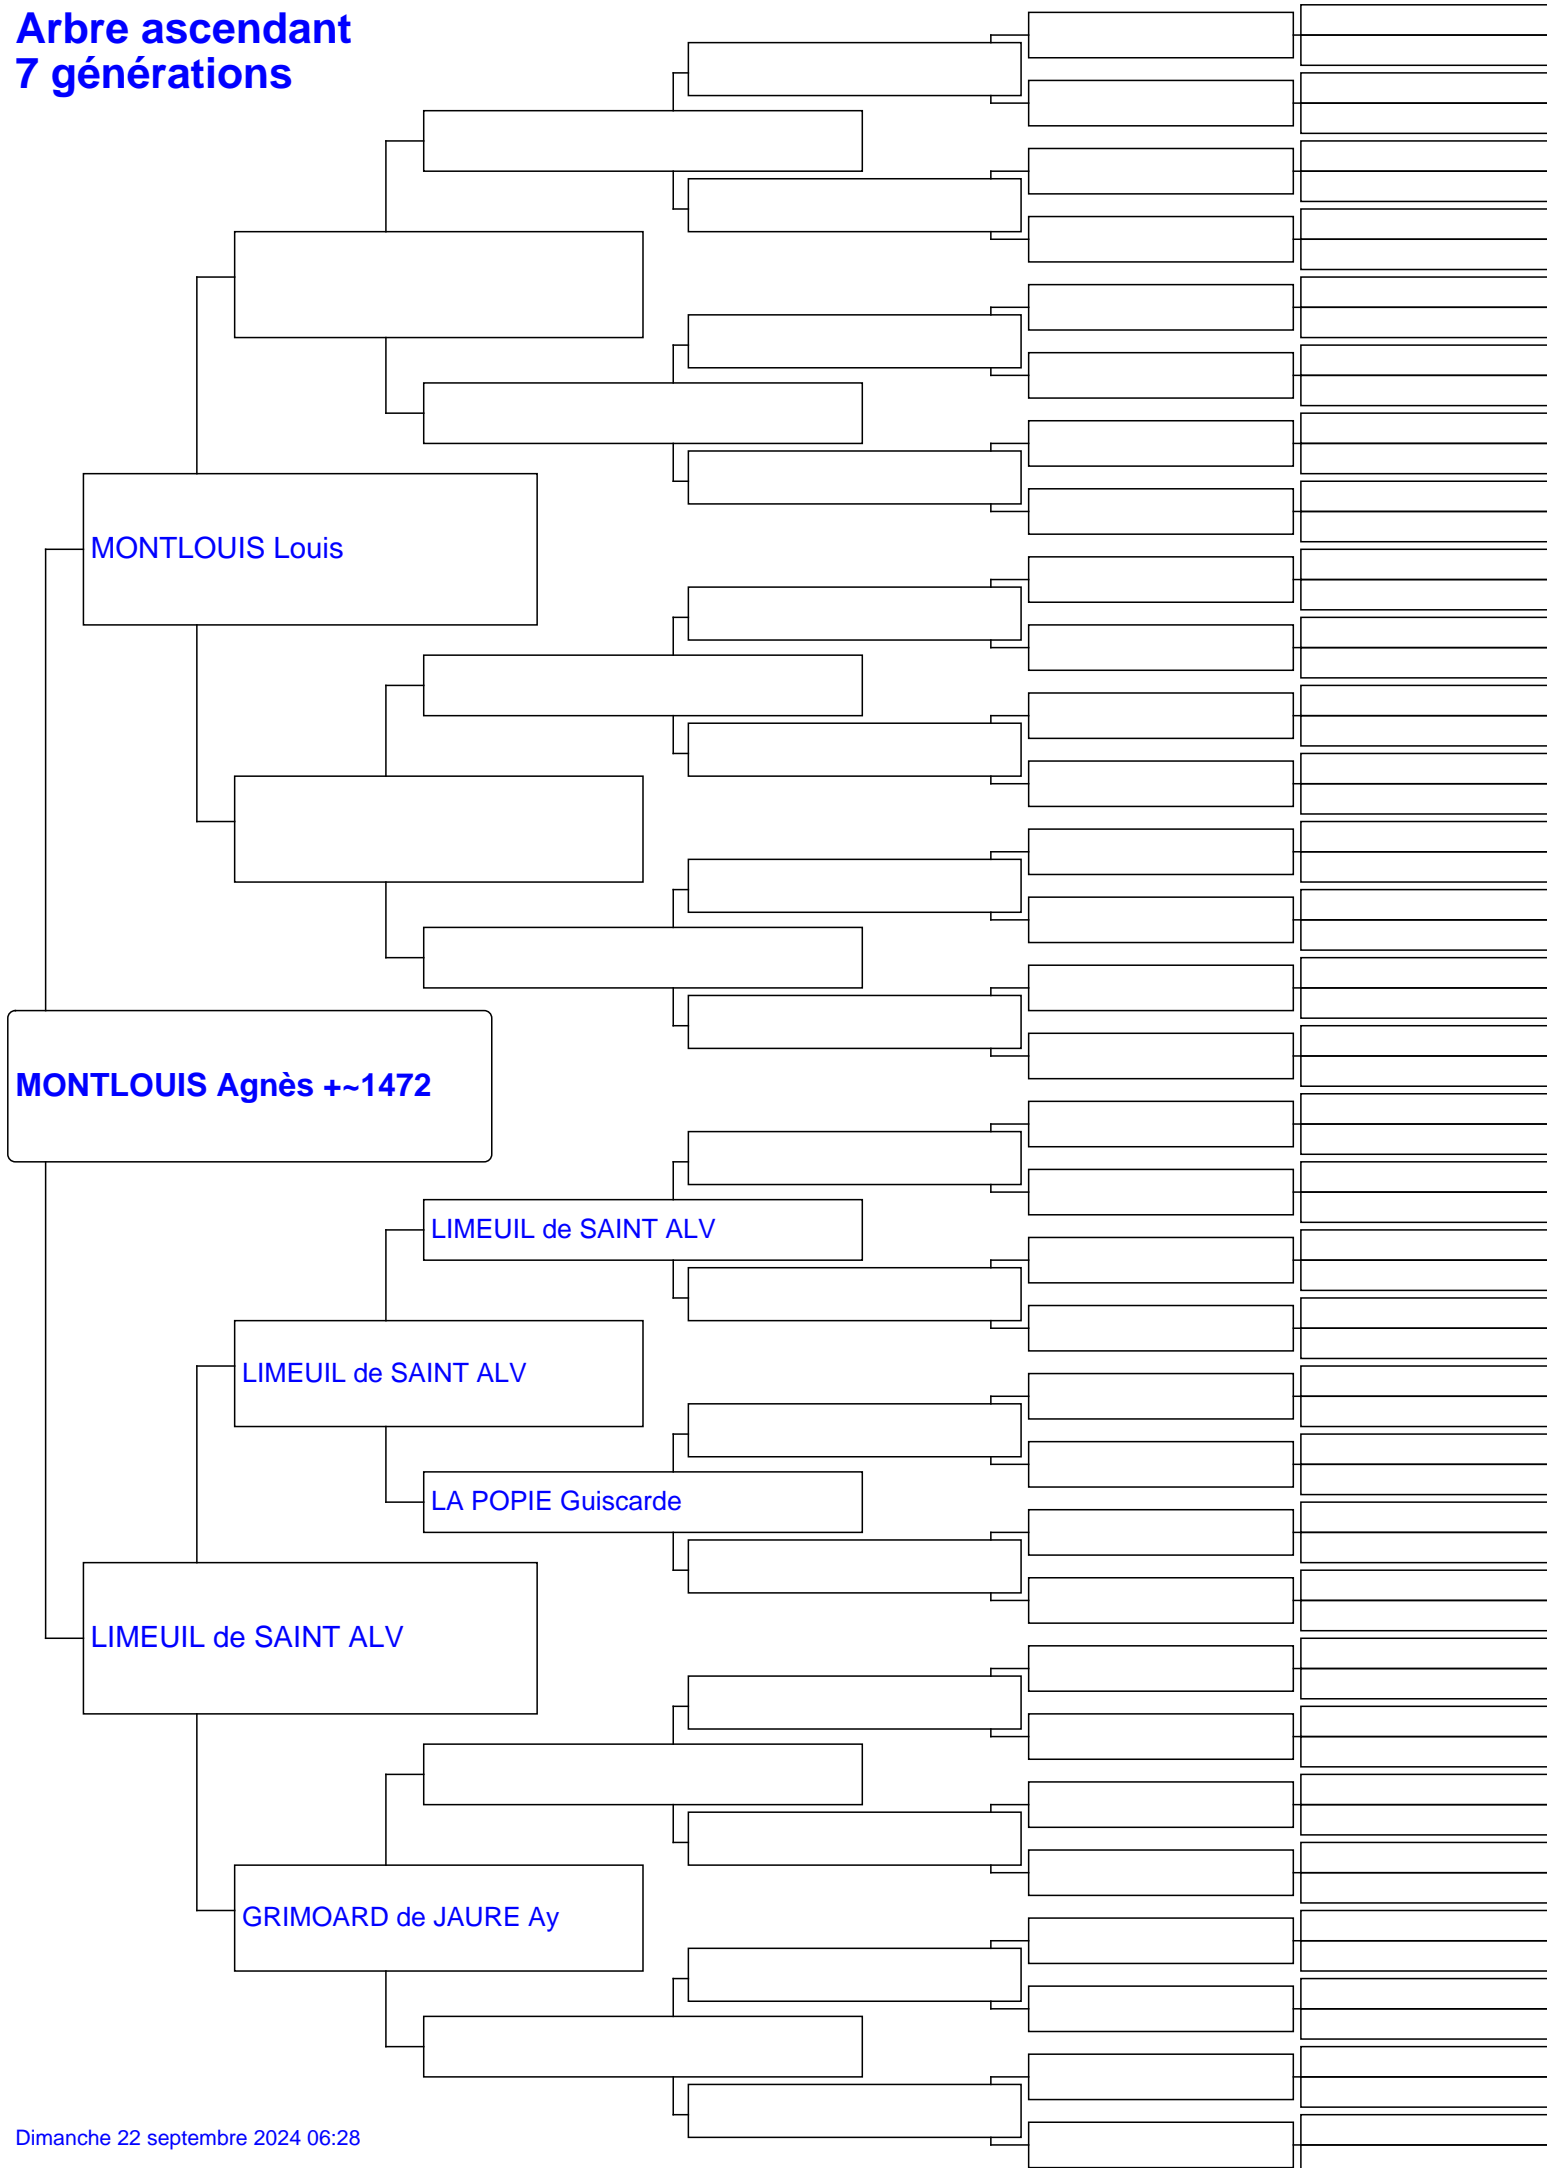 Arbre ascendant
7 générations
MONTLOUIS Louis
MONTLOUIS Agnès +~1472
LIMEUIL de SAINT ALV
LIMEUIL de SAINT ALV
LA POPIE Guiscarde
LIMEUIL de SAINT ALV
GRIMOARD de JAURE Ay
Dimanche 22 septembre 2024 06:28